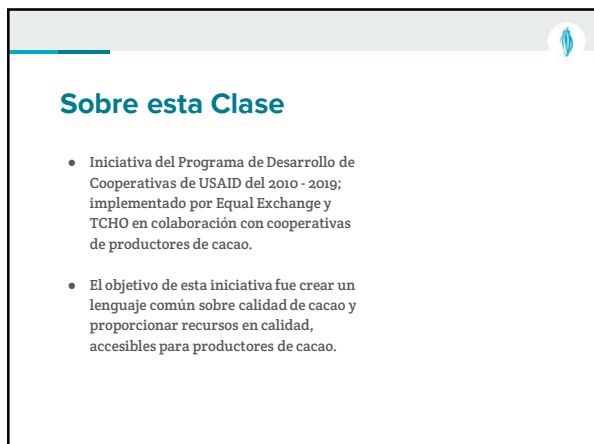 Sobre esta Clase
● Iniciativa del Programa de Desarrollo de
Cooperativas de USAID del 2010 - 2019;
implementado por Equal Exchange y
TCHO en colaboración con cooperativas
de productores de cacao.
● El objetivo de esta iniciativa fue crear un
lenguaje común sobre calidad de cacao y
proporcionar recursos en calidad,
accesibles para productores de cacao.